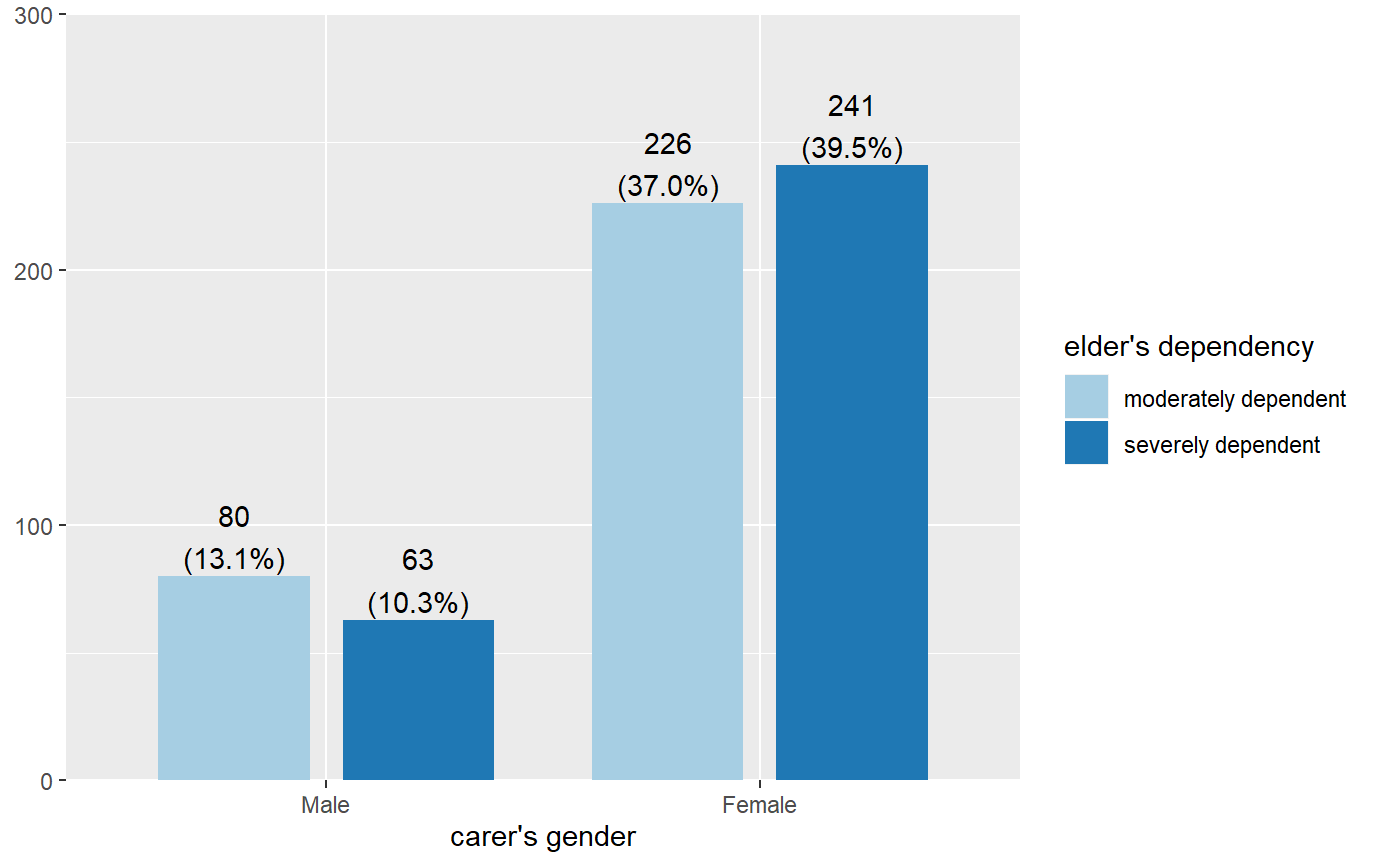 300
200
100
0
80
(13.1%)
63
(10.3%)
226
(37.0%)
241
(39.5%)
Male
Female
carer's gender
elder's dependency
moderately dependent
severely dependent